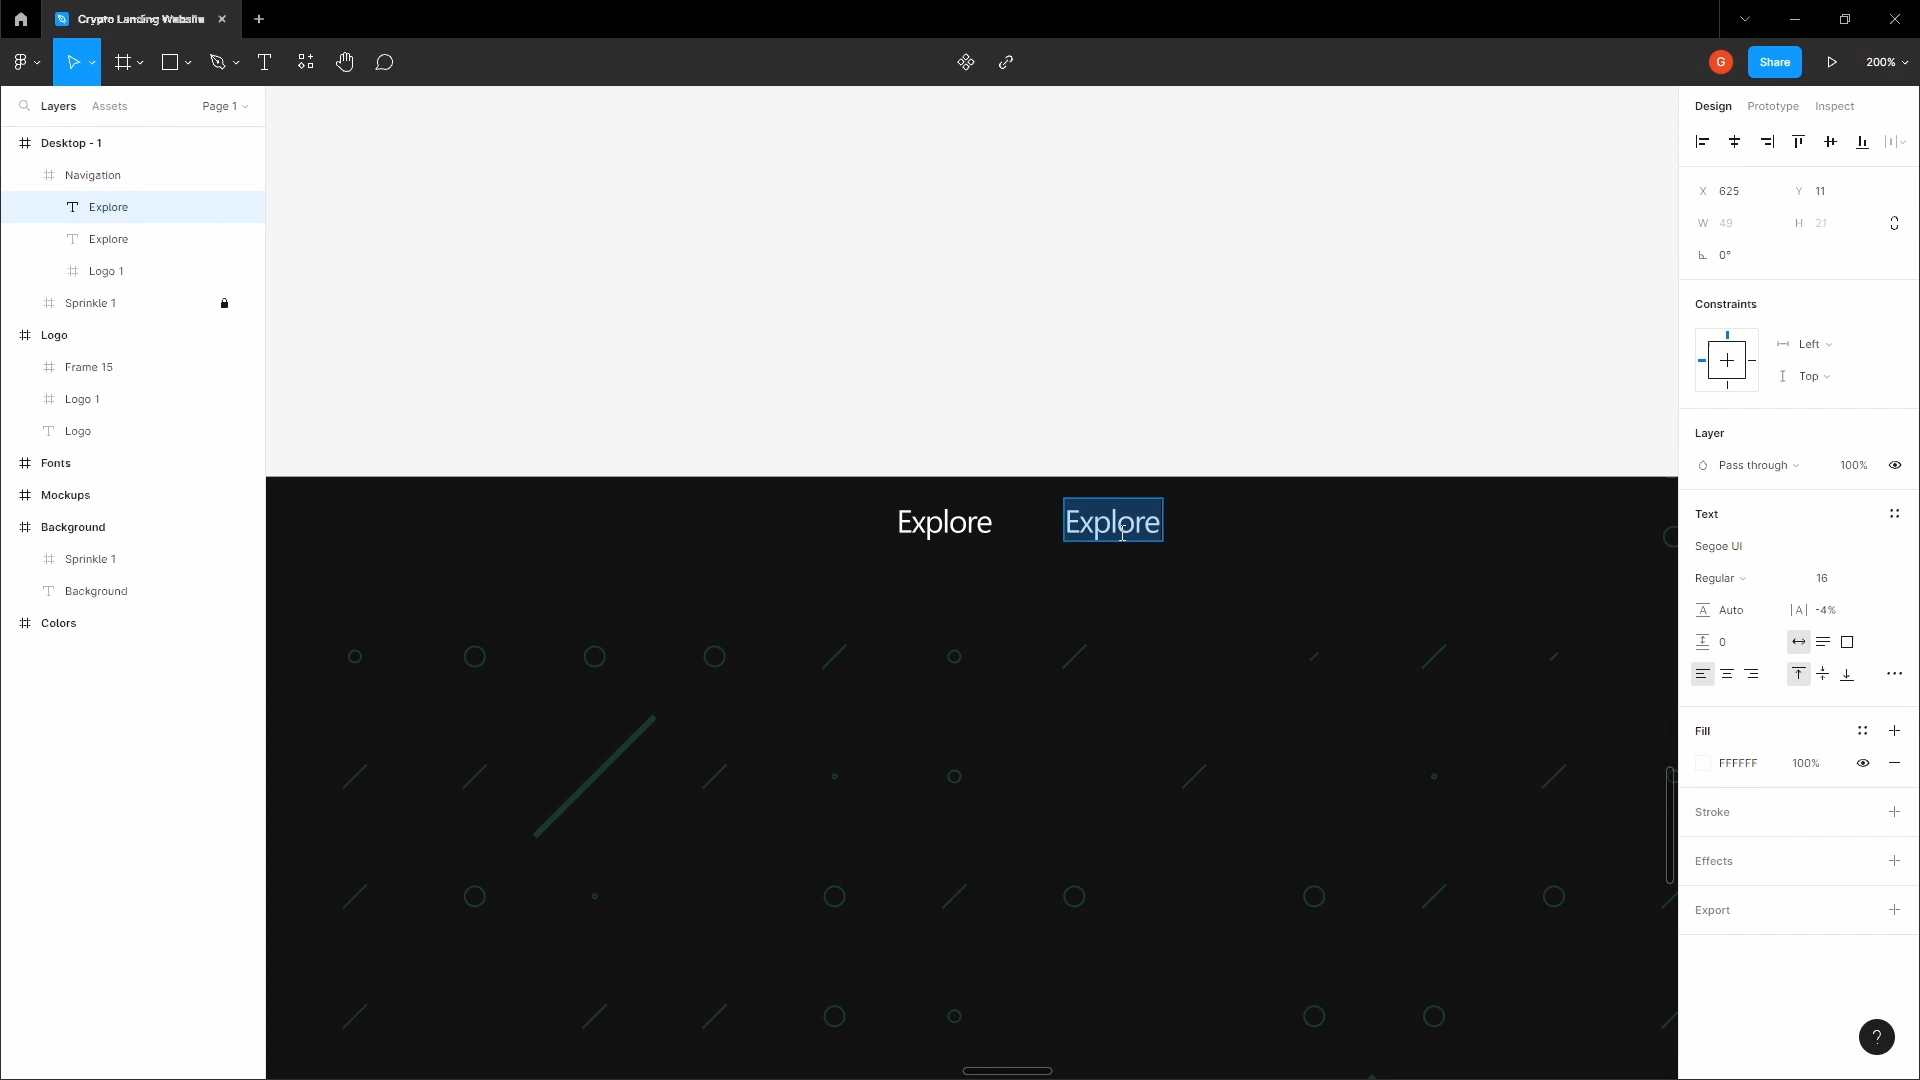 Crypto Landing Website
Share
200%
G
Layers
Assets
Page 1
Desktop - 1
Navigation
Explore
Explore
Logo 1
Sprinkle 1
Logo
Frame 15
Logo 1
Logo
Fonts
Mockups
Background
Sprinkle 1
Background
Colors
Explore Explore
Design Prototype Inspect
X 625 Y 11
W 49 H 21
0°
Constraints
Left
Top
Layer
Pass through 100%
Text
Segoe UI
Regular 16
A Auto |A| -4%
0
Fill
FFFFFF 100%
Stroke
Effects
Export
?